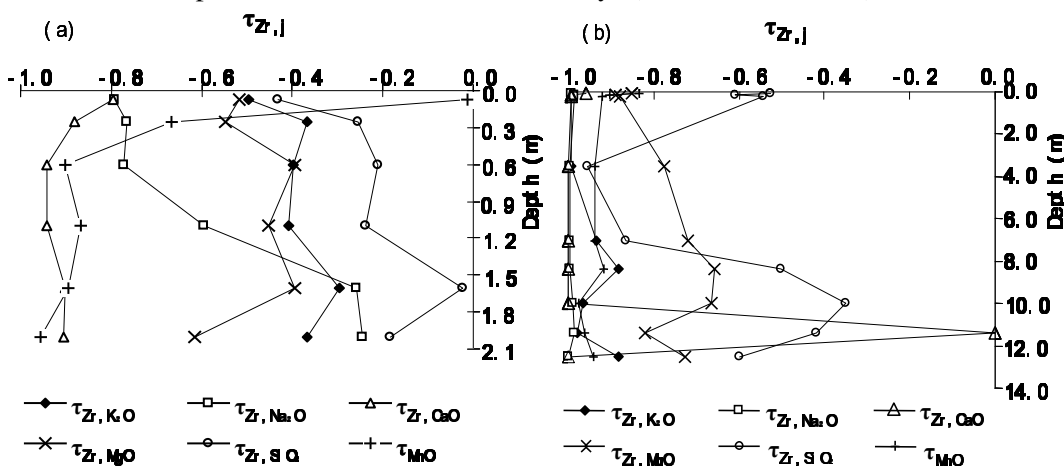 (a)
τZr,j
-1.0 -0.8 -0.6 -0.4 -0.2 0.0
0.0
0.3
0.6
0.9
1.2
1.5
1.8
2.1
Depth (m)
τZr,K₂O τZr,Na₂O τZr,CaO
τZr,MgO τZr,SiO₂ τMnO
(b)
τZr,j
-1.0 -0.8 -0.6 -0.4 -0.2 0.0
0.0
2.0
4.0
6.0
8.0
10.0
12.0
14.0
Depth (m)
τZr,K₂O τZr,Na₂O τZr,CaO
τZr,MgO τZr,SiO₂ τMnO